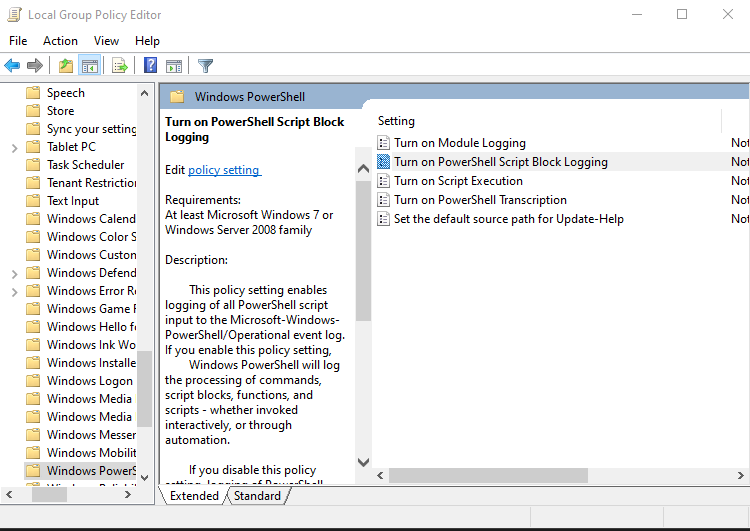 Local Group Policy Editor
File Action View Help
Speech
Store
Sync your setting
Tablet PC
Task Scheduler
Tenant Restriction
Text Input
Windows Calend
Windows Color S
Windows Custon
Windows Defend
Windows Error Re
Windows Game F
Windows Hello fo
Windows Ink Wo
Windows Installe
Windows Logon
Windows Media
Windows Media
Windows Messer
Windows Mobilit
Windows PowerS
Windows PowerShell
Turn on PowerShell Script Block
Logging
Edit policy setting
Requirements:
At least Microsoft Windows 7 or
Windows Server 2008 family
Description:
This policy setting enables
logging of all PowerShell script
input to the Microsoft-Windows-
PowerShell/Operational event log.
If you enable this policy setting,
Windows PowerShell will log
the processing of commands,
script blocks, functions, and
scripts - whether invoked
interactively, or through
automation.
If you disable this policy
setting, logging of PowerShell
Setting
Turn on Module Logging Not
Turn on PowerShell Script Block Logging Not
Turn on Script Execution Not
Turn on PowerShell Transcription Not
Set the default source path for Update-Help Not
Extended Standard